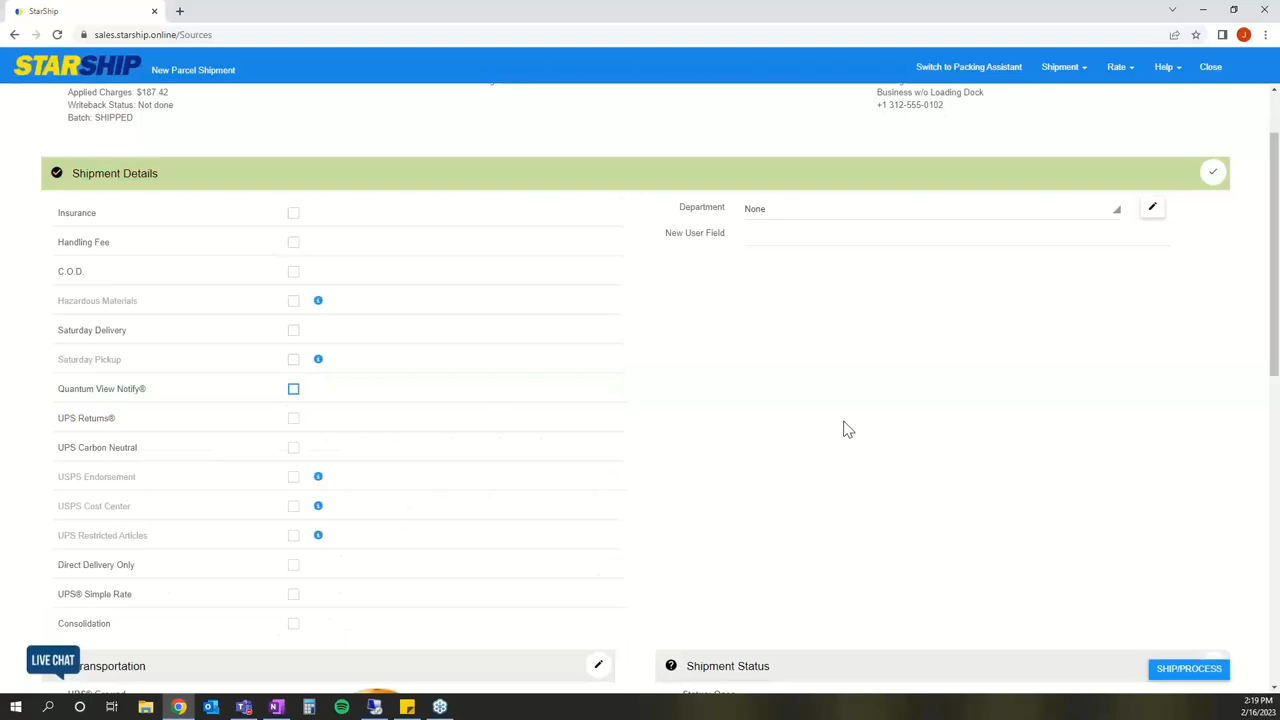 StarShip
sales.starship.online/Sources
STARSHIP New Parcel Shipment Switch to Packing Assistant Shipment Rate Help Close
Applied Charges: $187.42 Business w/o Loading Dock
Writeback Status: Not done +1 312-555-0102
Batch: SHIPPED
Shipment Details
Insurance
Department None
New User Field
Handling Fee
C.O.D.
Hazardous Materials
Saturday Delivery
Saturday Pickup
Quantum View Notify®
UPS Returns®
UPS Carbon Neutral
USPS Endorsement
USPS Cost Center
UPS Restricted Articles
Direct Delivery Only
UPS® Simple Rate
Consolidation
LIVE CHAT
ransportation
Shipment Status
SHIP/PROCESS
2:19 PM
2/16/2023